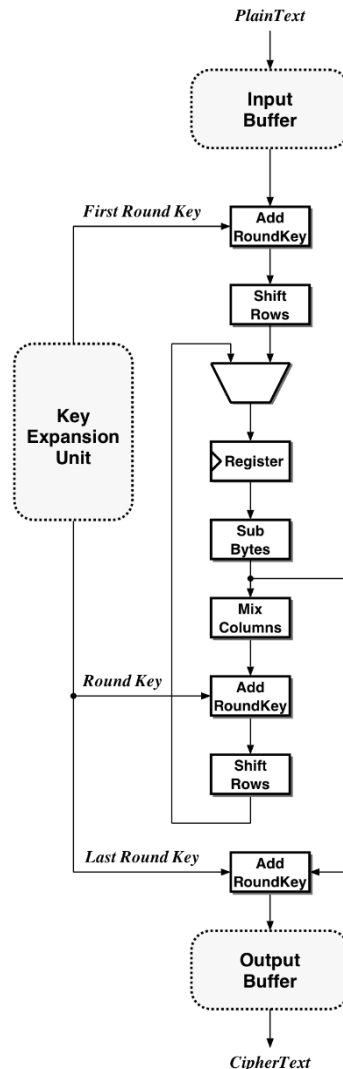 PlainText
Input
Buffer
First Round Key
Add
RoundKey
Shift
Rows
Key
Expansion
Unit
Register
Sub
Bytes
Mix
Columns
Round Key
Add
RoundKey
Shift
Rows
Last Round Key
Add
RoundKey
Output
Buffer
CipherText